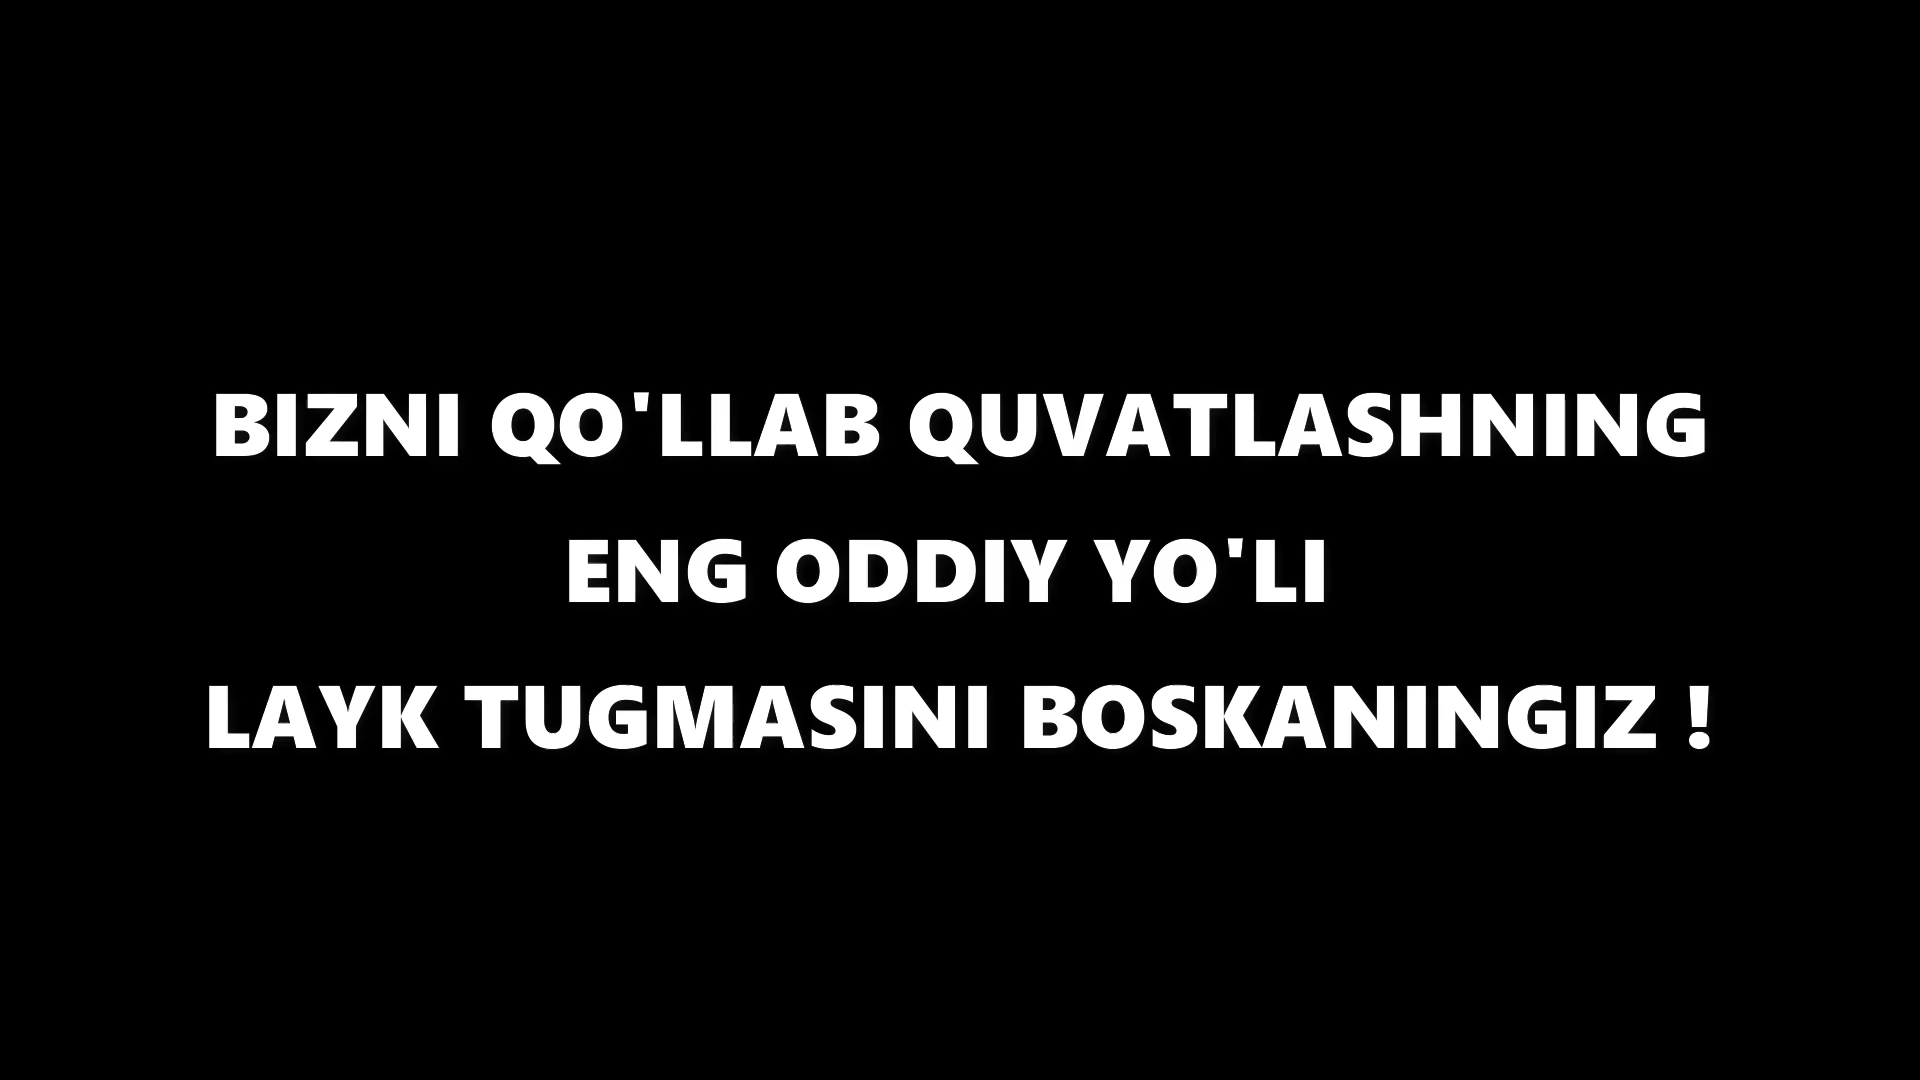 BIZNI QO'LLAB QUVATLASHNING
ENG ODDIY YO'LI
LAYK TUGMASINI BOSKANINGIZ !